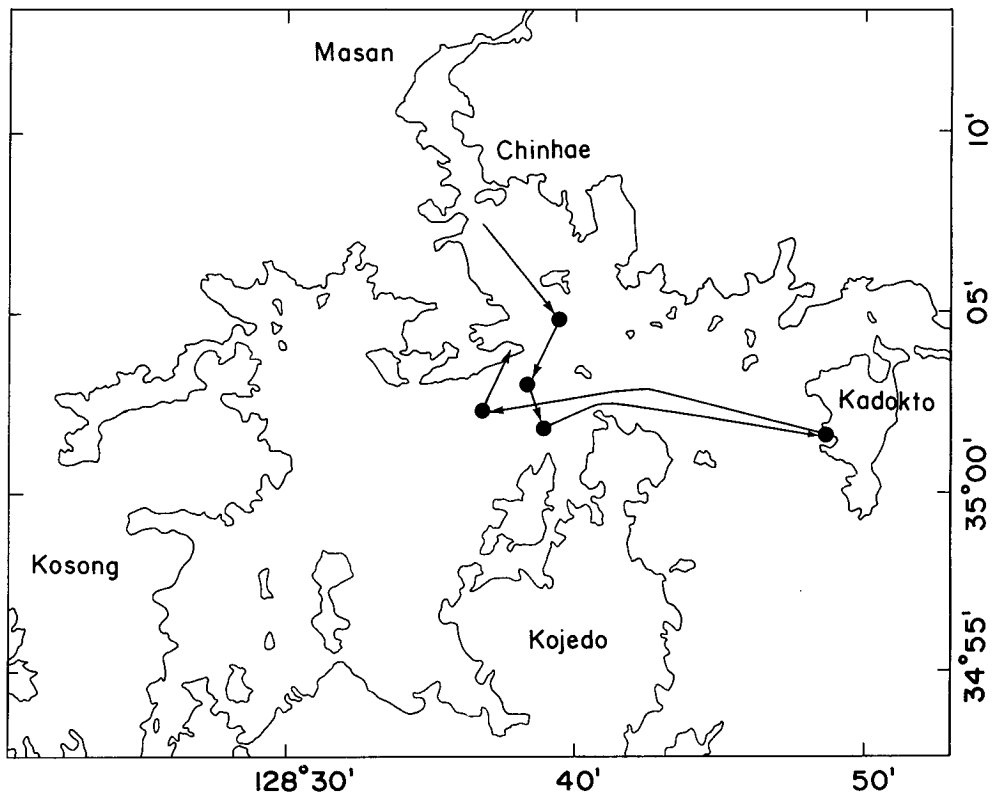 Masan
Chinhae
10'
05'
Kadokto
35°00'
Kosong
Kojedo
34°55'
128°30'
40'
50'